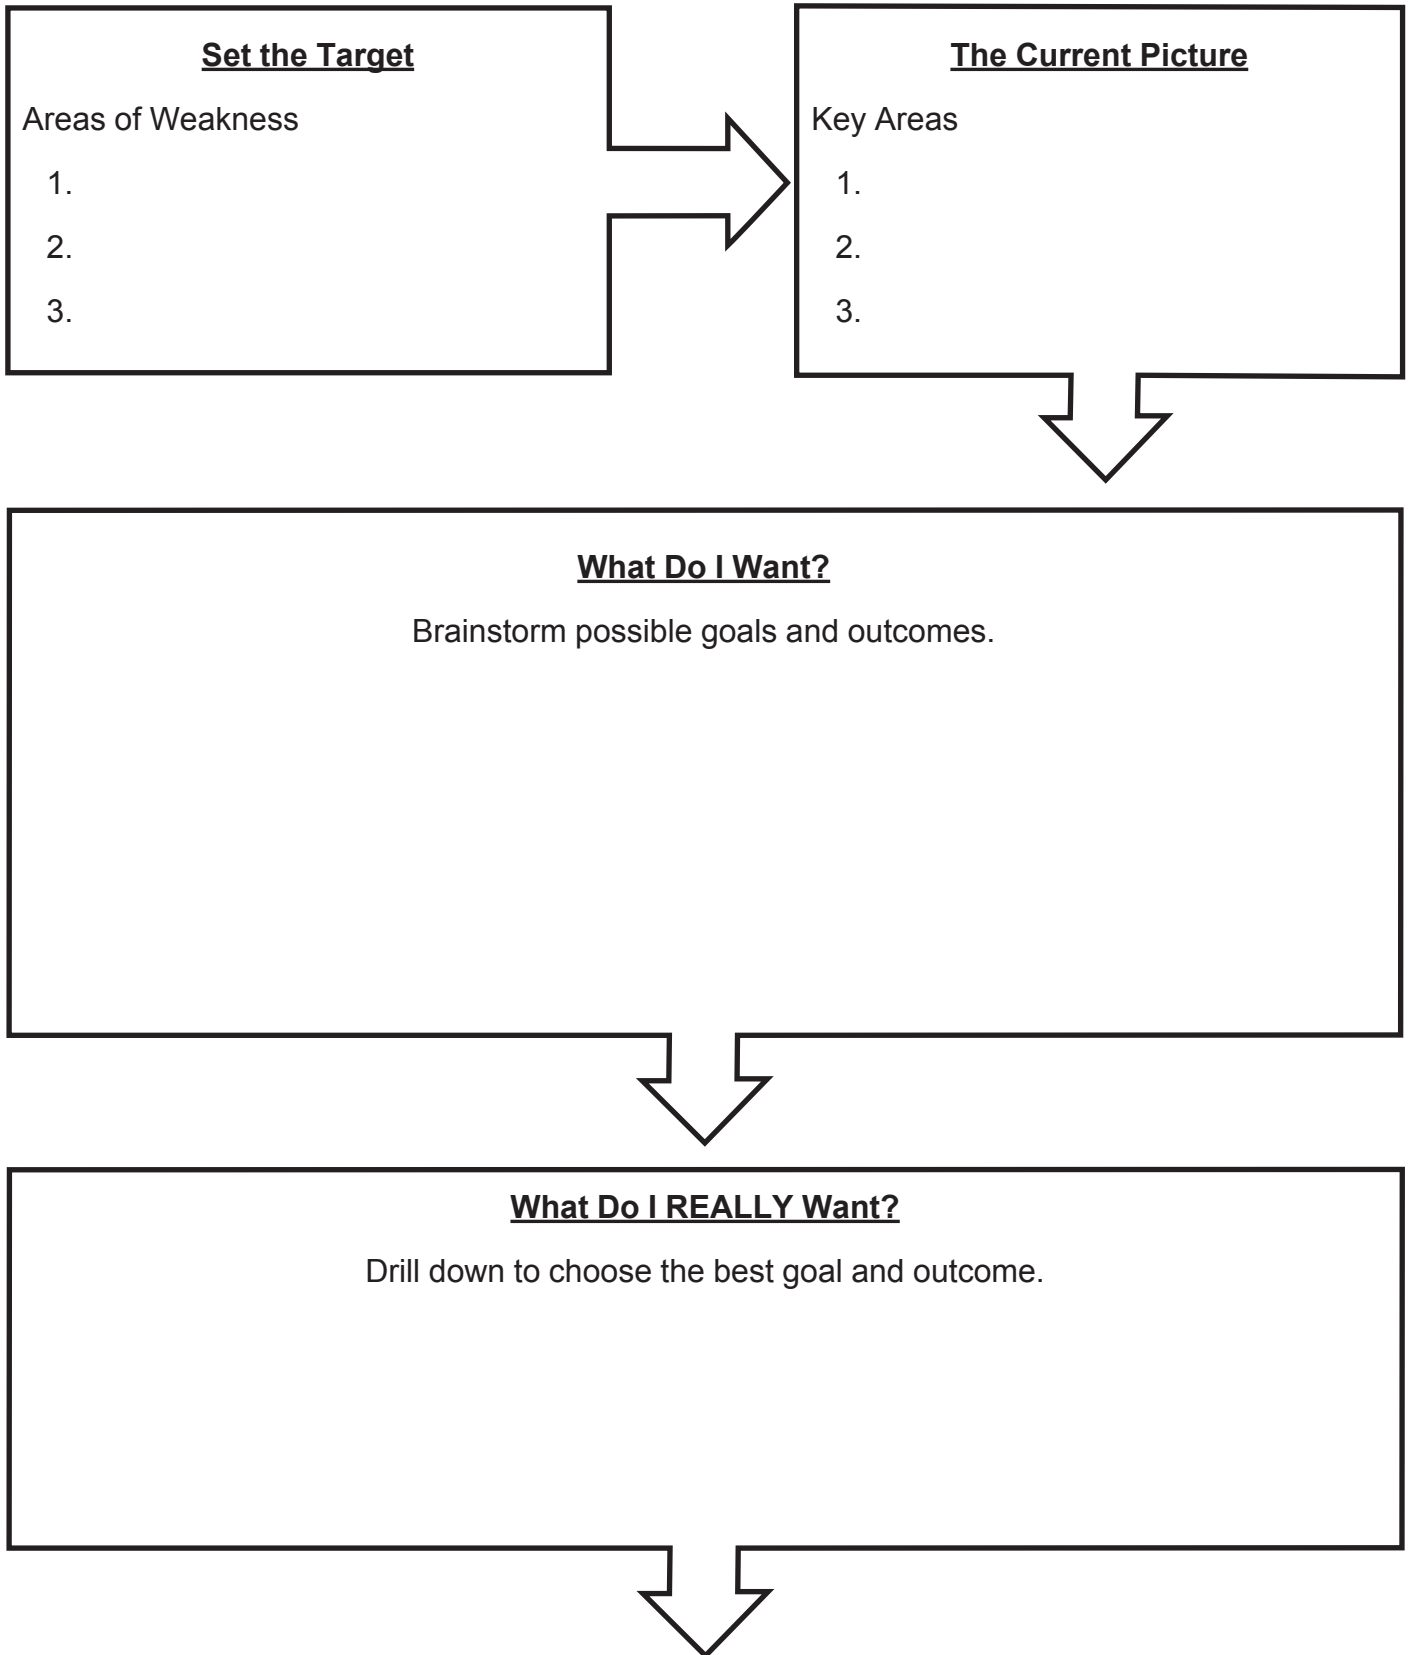 Set the Target
Areas of Weakness
1.
2.
3.
The Current Picture
Key Areas
1.
2.
3.
What Do I Want?
Brainstorm possible goals and outcomes.
What Do I REALLY Want?
Drill down to choose the best goal and outcome.